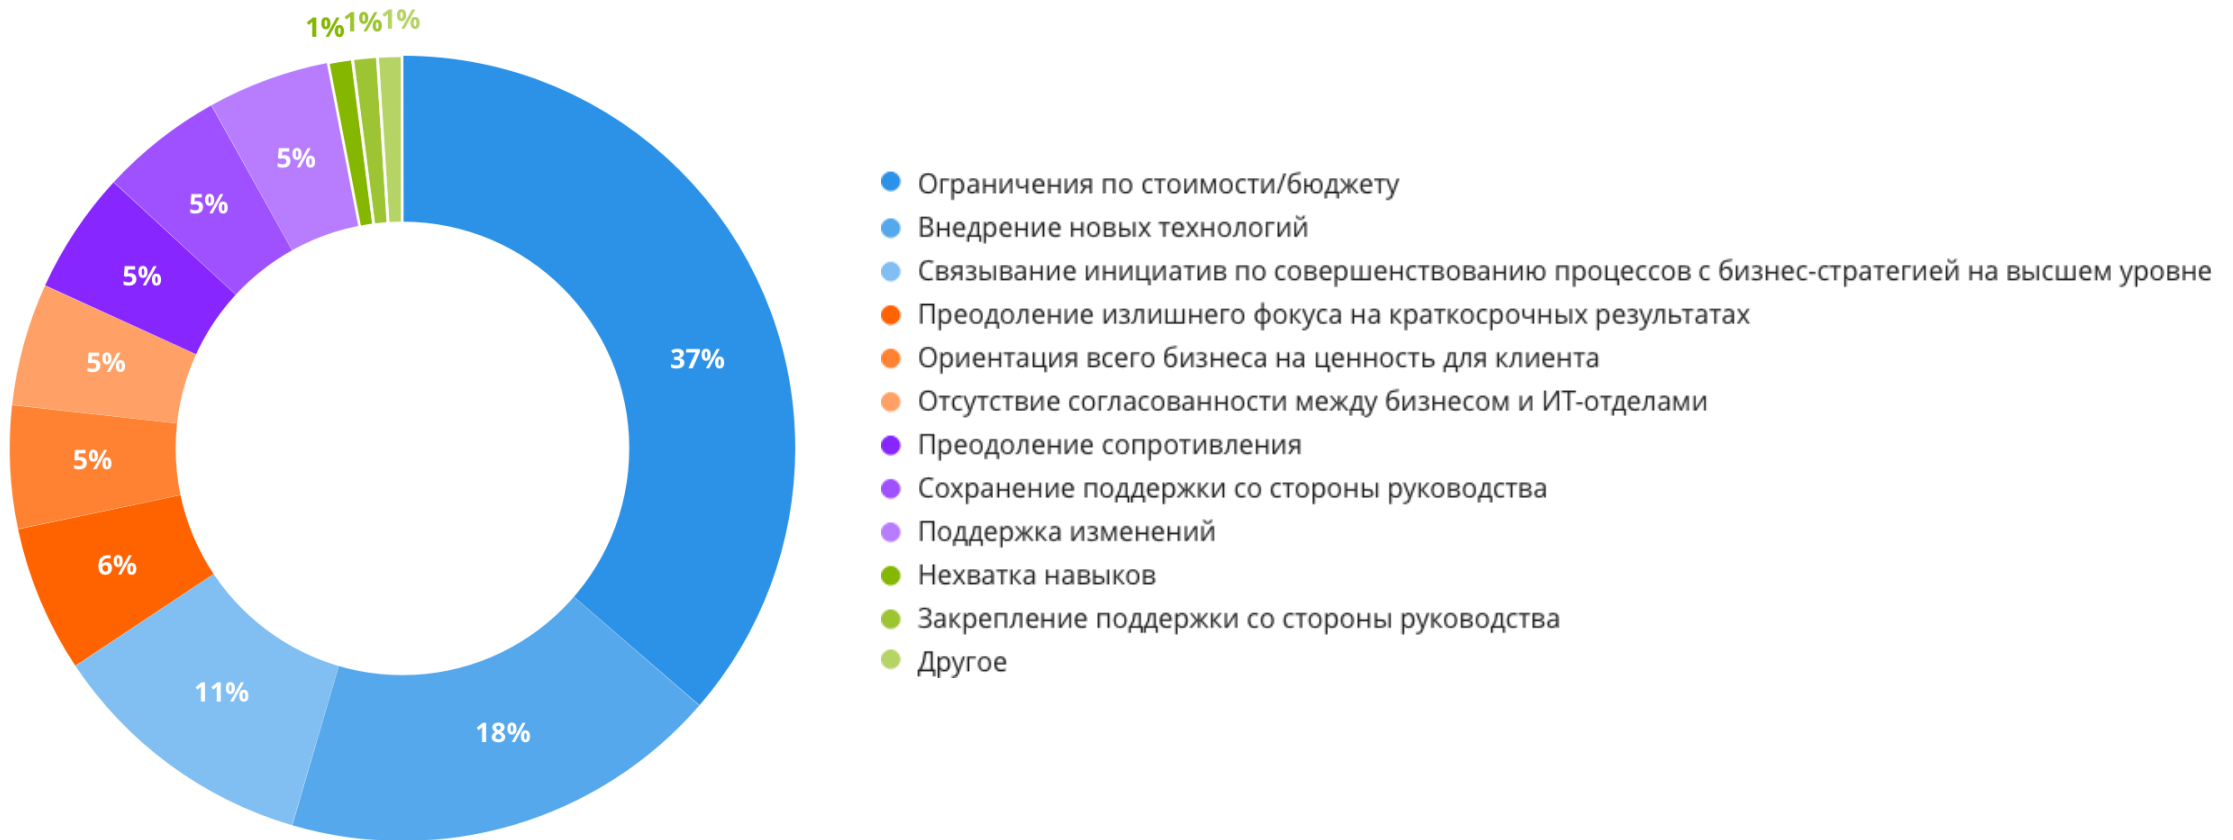 1%
1%
1%
5%
5%
5%
5%
5%
6%
11%
18%
37%
Ограничения по стоимости/бюджету
Внедрение новых технологий
Связывание инициатив по совершенствованию процессов с бизнес-стратегией на высшем уровне
Преодоление излишнего фокуса на краткосрочных результатах
Ориентация всего бизнеса на ценность для клиента
Отсутствие согласованности между бизнесом и ИТ-отделами
Преодоление сопротивления
Сохранение поддержки со стороны руководства
Поддержка изменений
Нехватка навыков
Закрепление поддержки со стороны руководства
Другое